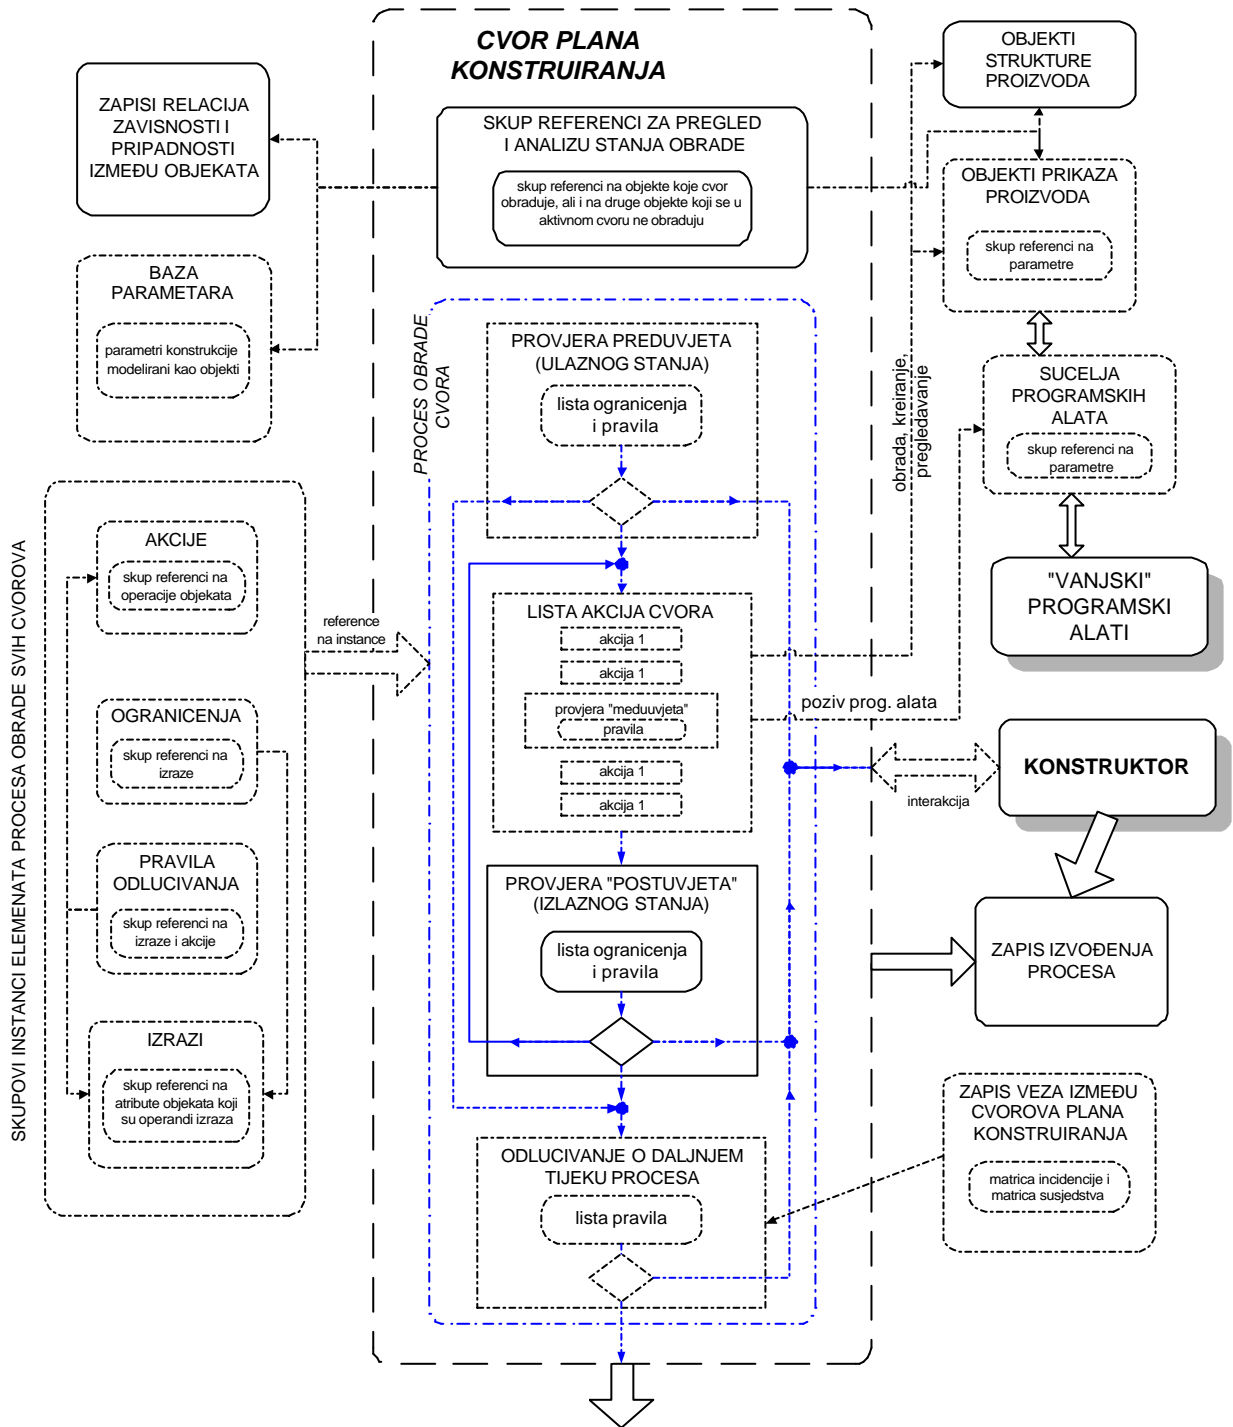 CVOR PLANA
KONSTRUIRANJA
ZAPISI RELACIJA
ZAVISNOSTI I
PRIPADNOSTI
IZMEĐU OBJEKATA
SKUP REFERENCI ZA PREGLED
I ANALIZU STANJA OBRADE
skup referenci na objekte koje cvor
obraduje, ali i na druge objekte koji se u
aktivnom cvoru ne obraduju
OBJEKTI
STRUKTURE
PROIZVODA
OBJEKTI PRIKAZA
PROIZVODA
skup referenci na
parametre
BAZA
PARAMETARA
parametri konstrukcije
modelirani kao objekti
PROCES OBRADE
CVORA
PROVJERA PREDUVJETA
(ULAZNOG STANJA)
lista ogranicenja
i pravila
obrada, kreiranje,
pregledavanje
SUCELJA
PROGRAMSKIH
ALATA
skup referenci na
parametre
"VANJSKI"
PROGRAMSKI
ALATI
SKUPOVI INSTANCI ELEMENATA PROCESA OBRADE SVIH CVOROVA
AKCIJE
skup referenci na
operacije objekata
OGRANICENJA
skup referenci na
izraze
PRAVILA
ODLUCIVANJA
skup referenci na
izraze i akcije
IZRAZI
skup referenci na
atribute objekata koji
su operandi izraza
reference
na instance
LISTA AKCIJA CVORA
akcija 1
akcija 1
provjera "meduuvjeta"
pravila
akcija 1
akcija 1
poziv prog. alata
interakcija
KONSTRUKTOR
PROVJERA "POSTUVJETA"
(IZLAZNOG STANJA)
lista ogranicenja
i pravila
ZAPIS IZVOĐENJA
PROCESA
ODLUCIVANJE O DALJNJEM
TIJEKU PROCESA
lista pravila
ZAPIS VEZA IZMEĐU
CVOROVA PLANA
KONSTRUIRANJA
matrica incidencije i
matrica susjedstva